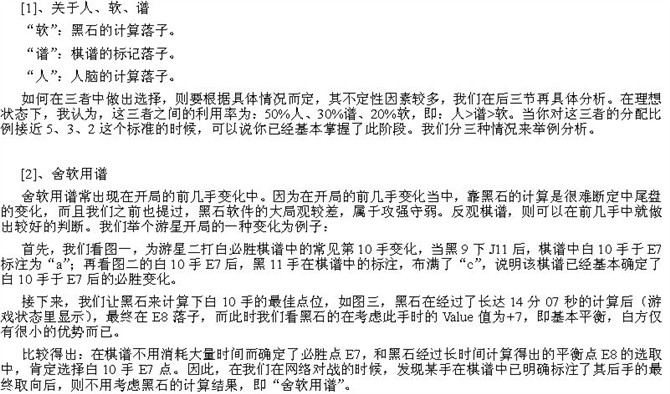 [1]、关于人、软、谱
“软”：黑石的计算落子。
“谱”：棋谱的标记落子。
“人”：人脑的计算落子。
如何在三者中做出选择，则要根据具体情况而定，其不定性因素较多，我们在后三节再具体分析。在理想
状态下，我认为，这三者之间的利用率为：50%人、30%谱、20%软，即：人>谱>软。当你对这三者的分配比
例接近 5、3、2 这个标准的时候，可以说你已经基本掌握了此阶段。我们分三种情况来举例分析。
[2]、舍软用谱
舍软用谱常出现在开局的前几手变化中。因为在开局的前几手变化当中，靠黑石的计算是很难断定中尾盘
的变化，而且我们之前也提过，黑石软件的大局观较差，属于攻强守弱。反观棋谱，则可以在前几手中就做
出较好的判断。我们举个游星开局的一种变化为例子：
首先，我们看图一，为游星二打白必胜棋谱中的常见第 10 手变化，当黑 9 下 J11 后，棋谱中白 10 手于 E7
标注为“a”；再看图二的白 10 手 E7 后，黑 11 手在棋谱中的标注，布满了“c”，说明该棋谱已经基本确定了
白 10 手于 E7 后的必胜变化。
接下来，我们让黑石来计算下白 10 手的最佳点位，如图三，黑石在经过了长达 14 分 07 秒的计算后（游
戏状态里显示），最终在 E8 落子，而此时我们看黑石的在考虑此手时的 Value 值为+7，即基本平衡，白方仅
有很小的优势而已。
比较得出：在棋谱不用消耗大量时间而确定了必胜点 E7，和黑石经过长时间计算得出的平衡点 E8 的选取
中，肯定选择白 10 手 E7 点。因此，在我们在网络对战的时候，发现某手在棋谱中已明确标注了其后手的最
终取向后，则不用考虑黑石的计算结果，即“舍软用谱”。